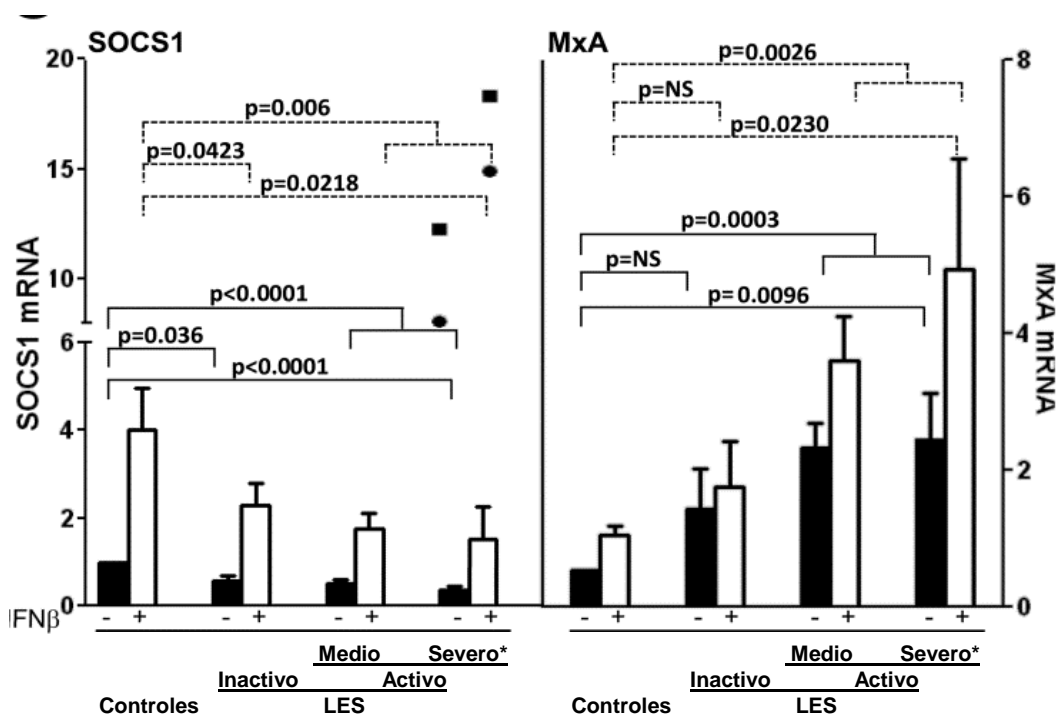 SOCS1 MxA
20 8
p=0.0026
p=0.006 p=NS
p=0.0423 p=0.0230
15
p=0.0218 6
p=0.0003
10 p=NS
p<0.0001 p=0.0096
p=0.036 6 4
p<0.0001
SOCS1 mRNA MxA mRNA
4
2 2
0 0
IFNβ - + - + - + - + - + - + - + - +
Medio Severo* Medio Severo*
Inactivo Activo Inactivo Activo
Controles LES Controles LES